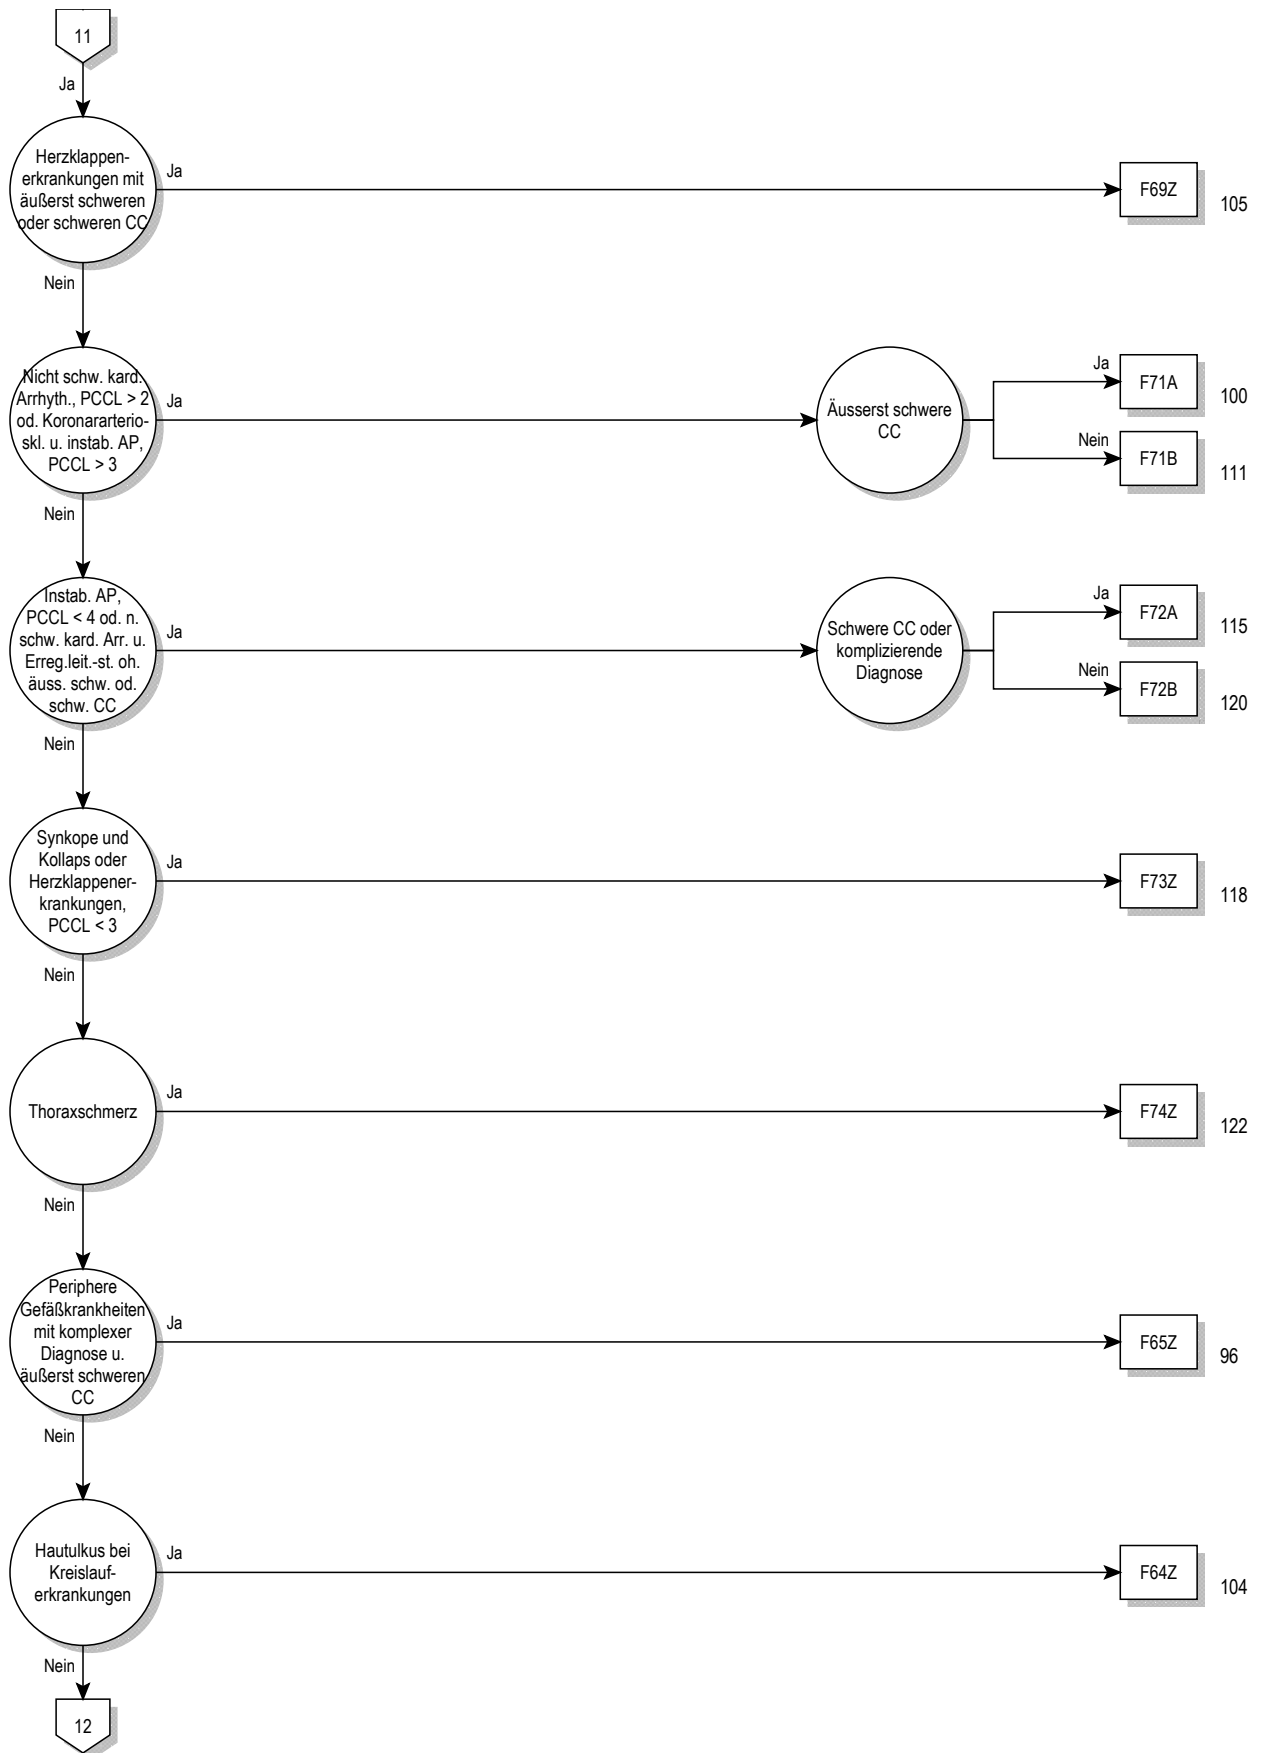 11
Ja
Herzklappen-
erkrankungen mit
äußerst schweren
oder schweren CC
Ja
F69Z
105
Nein
Nicht schw. kard.
Arrhyth., PCCL > 2
od. Koronararterio-
skl. u. instab. AP,
PCCL > 3
Ja
Äusserst schwere
CC
Ja
F71A
100
Nein
F71B
111
Nein
Instab. AP,
PCCL < 4 od. n.
schw. kard. Arr. u.
Erreg.leit.-st. oh.
äuss. schw. od.
schw. CC
Ja
Schwere CC oder
komplizierende
Diagnose
Ja
F72A
115
Nein
F72B
120
Nein
Synkope und
Kollaps oder
Herzklappener-
krankungen,
PCCL < 3
Ja
F73Z
118
Nein
Thoraxschmerz
Ja
F74Z
122
Nein
Periphere
Gefäßkrankheiten
mit komplexer
Diagnose u.
äußerst schweren
CC
Ja
F65Z
96
Nein
Hautulkus bei
Kreislauf-
erkrankungen
Ja
F64Z
104
Nein
12